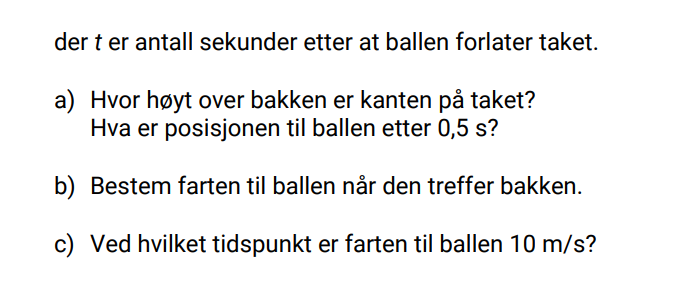 der t er antall sekunder etter at ballen forlater taket.
a) Hvor høyt over bakken er kanten på taket?
Hva er posisjonen til ballen etter 0,5 s?
b) Bestem farten til ballen når den treffer bakken.
c) Ved hvilket tidspunkt er farten til ballen 10 m/s?